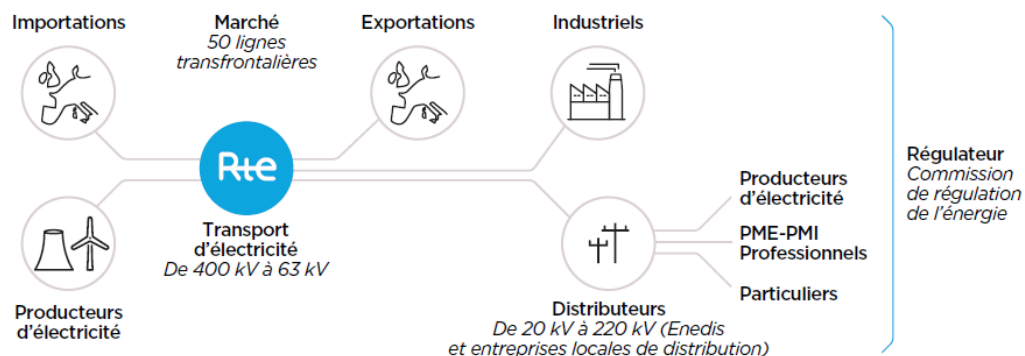 Importations
Marché
50 lignes
transfrontalières
Exportations
Industriels
Rte
Transport
d'électricité
De 400 kV à 63 kV
Producteurs
d'électricité
Distributeurs
De 20 kV à 220 kV (Enedis
et entreprises locales de distribution)
Producteurs
d'électricité
PME-PMI
Professionnels
Particuliers
Régulateur
Commission
de régulation
de l'énergie